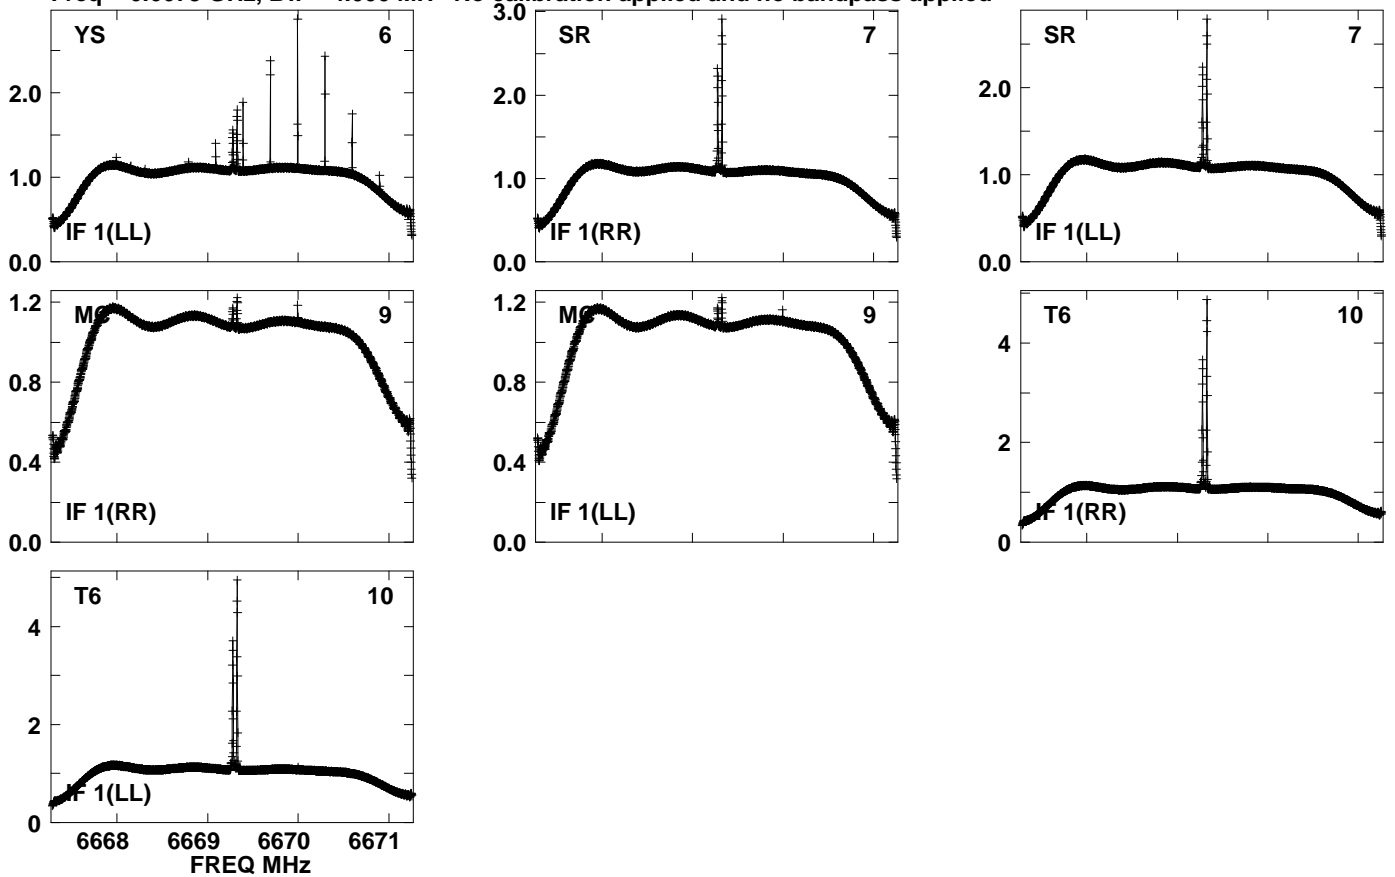 calibration applied and no bandpass applied
YS 6
2.0
1.0
0.0
IF 1(LL)
SR 7
3.0
2.0
1.0
0.0
IF 1(RR)
SR 7
2.0
1.0
0.0
IF 1(LL)
MC 9
1.2
0.8
0.4
0.0
IF 1(RR)
MC 9
1.2
0.8
0.4
0.0
IF 1(LL)
T6 10
4
2
0
IF 1(RR)
T6 10
4
2
0
IF 1(LL)
6668 6669 6670 6671
FREQ MHz